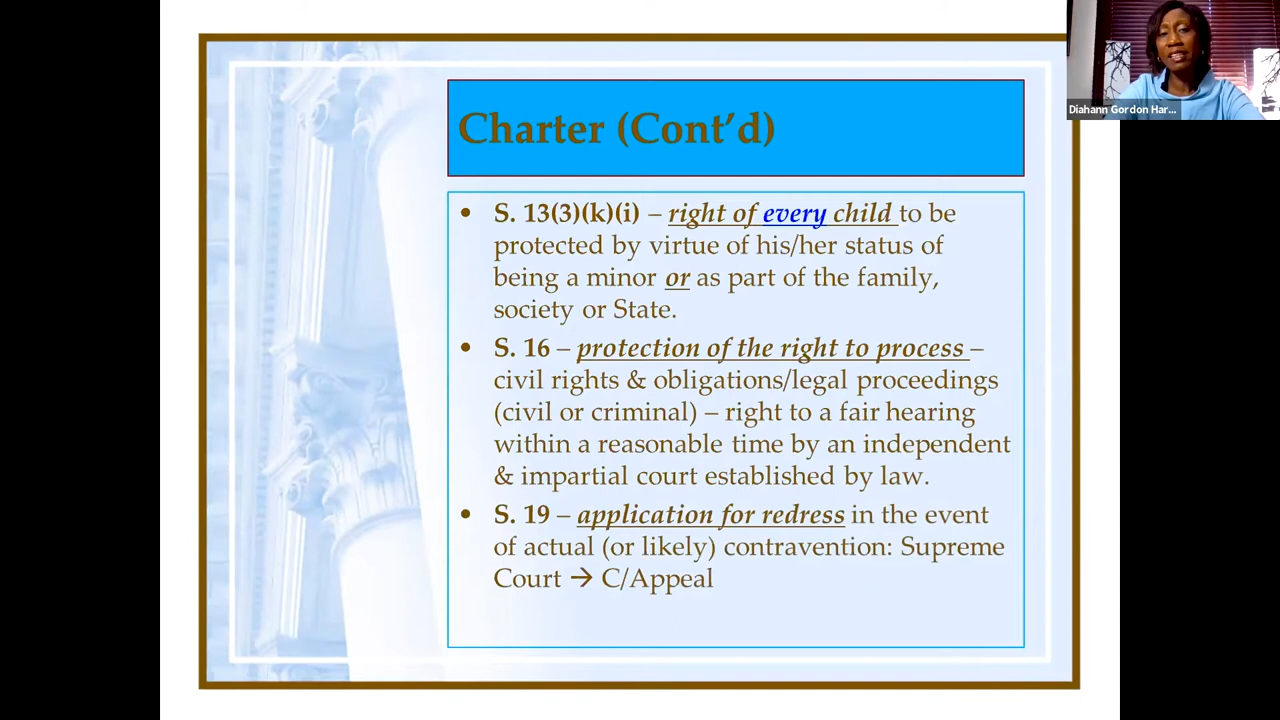 Diahann Gordon Har...
Charter (Cont’d)
• S. 13(3)(k)(i) – right of every child to be
protected by virtue of his/her status of
being a minor or as part of the family,
society or State.
• S. 16 – protection of the right to process –
civil rights & obligations/legal proceedings
(civil or criminal) – right to a fair hearing
within a reasonable time by an independent
& impartial court established by law.
• S. 19 – application for redress in the event
of actual (or likely) contravention: Supreme
Court → C/Appeal